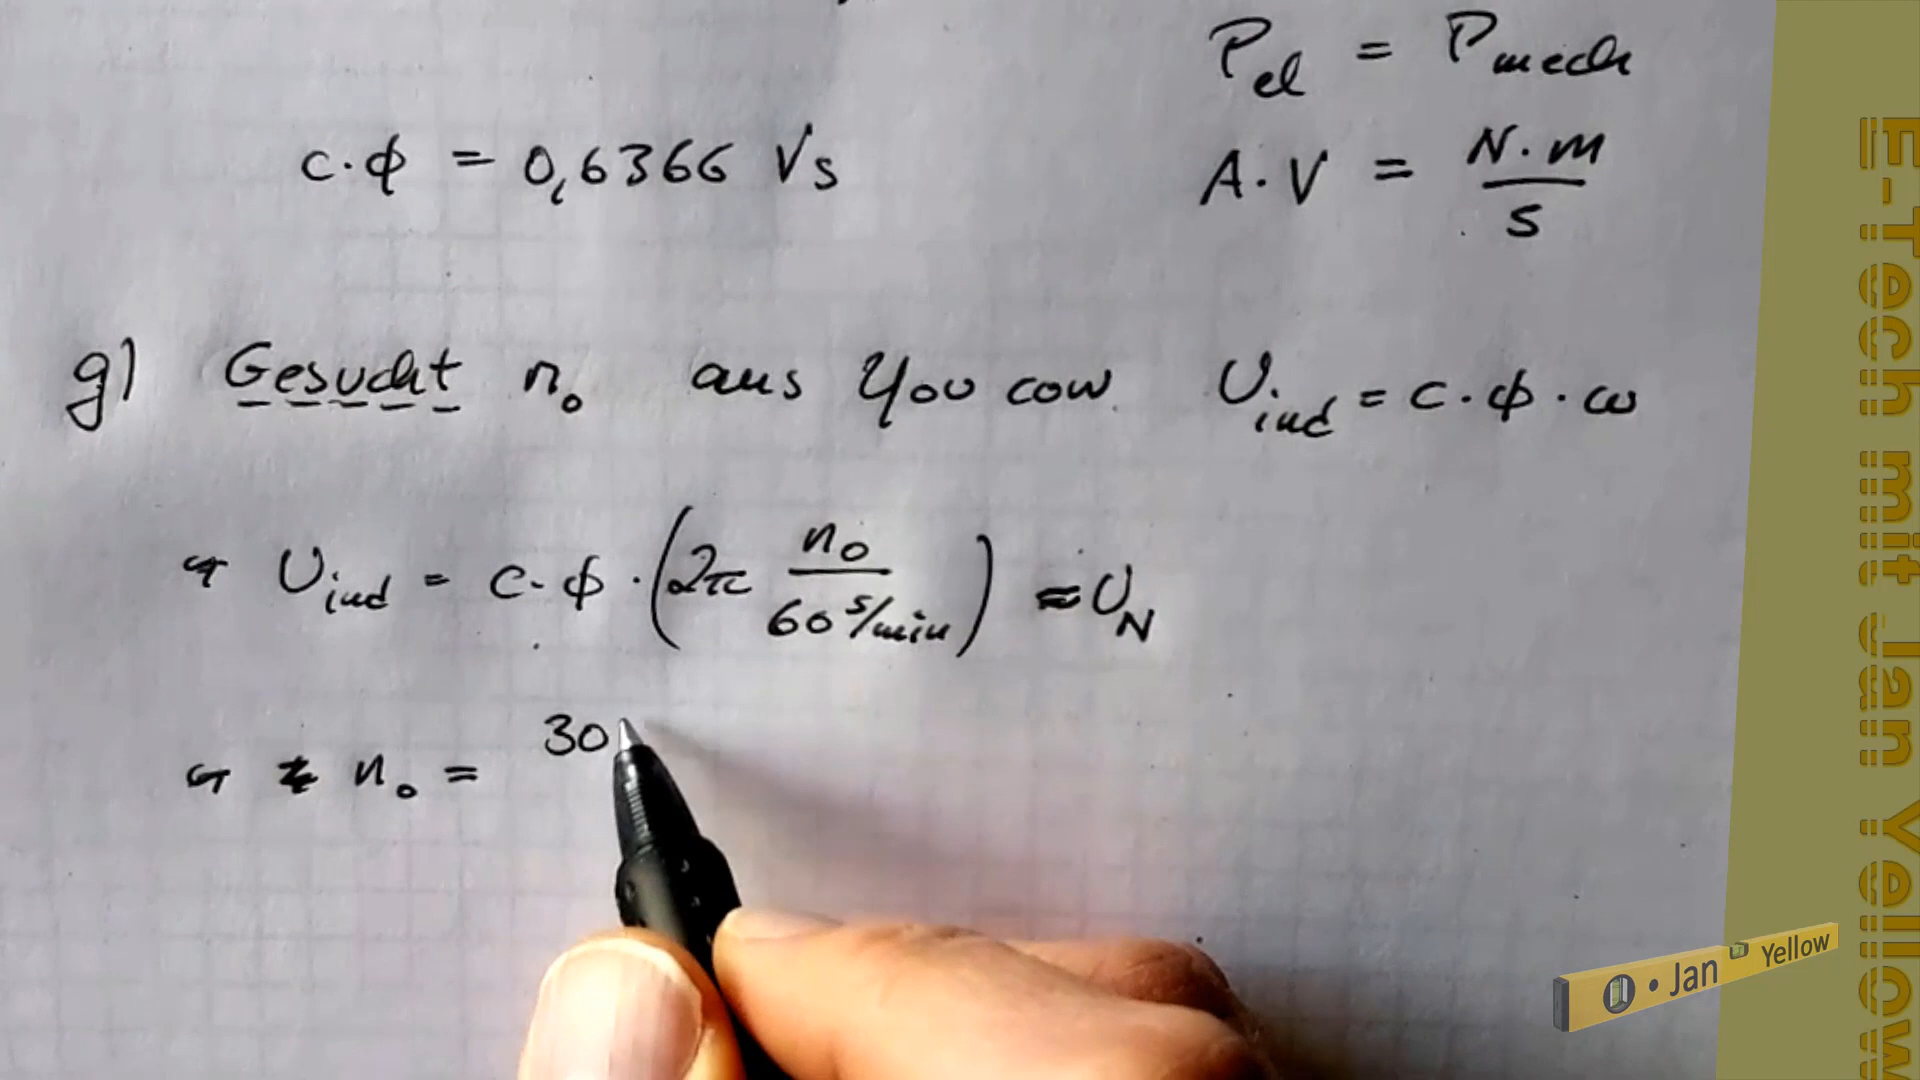 P_el = P_mech
c·ϕ = 0,6366 Vs
A·V = N·m / s
g) Gesucht n₀ aus You cow. U_ind = c·ϕ·ω
↪ U_ind = c·ϕ·(2π n₀ / 60 s/min) = U_N
↪ n₀ = 30
E-Tech mit Jan Yellow
Jan Yellow